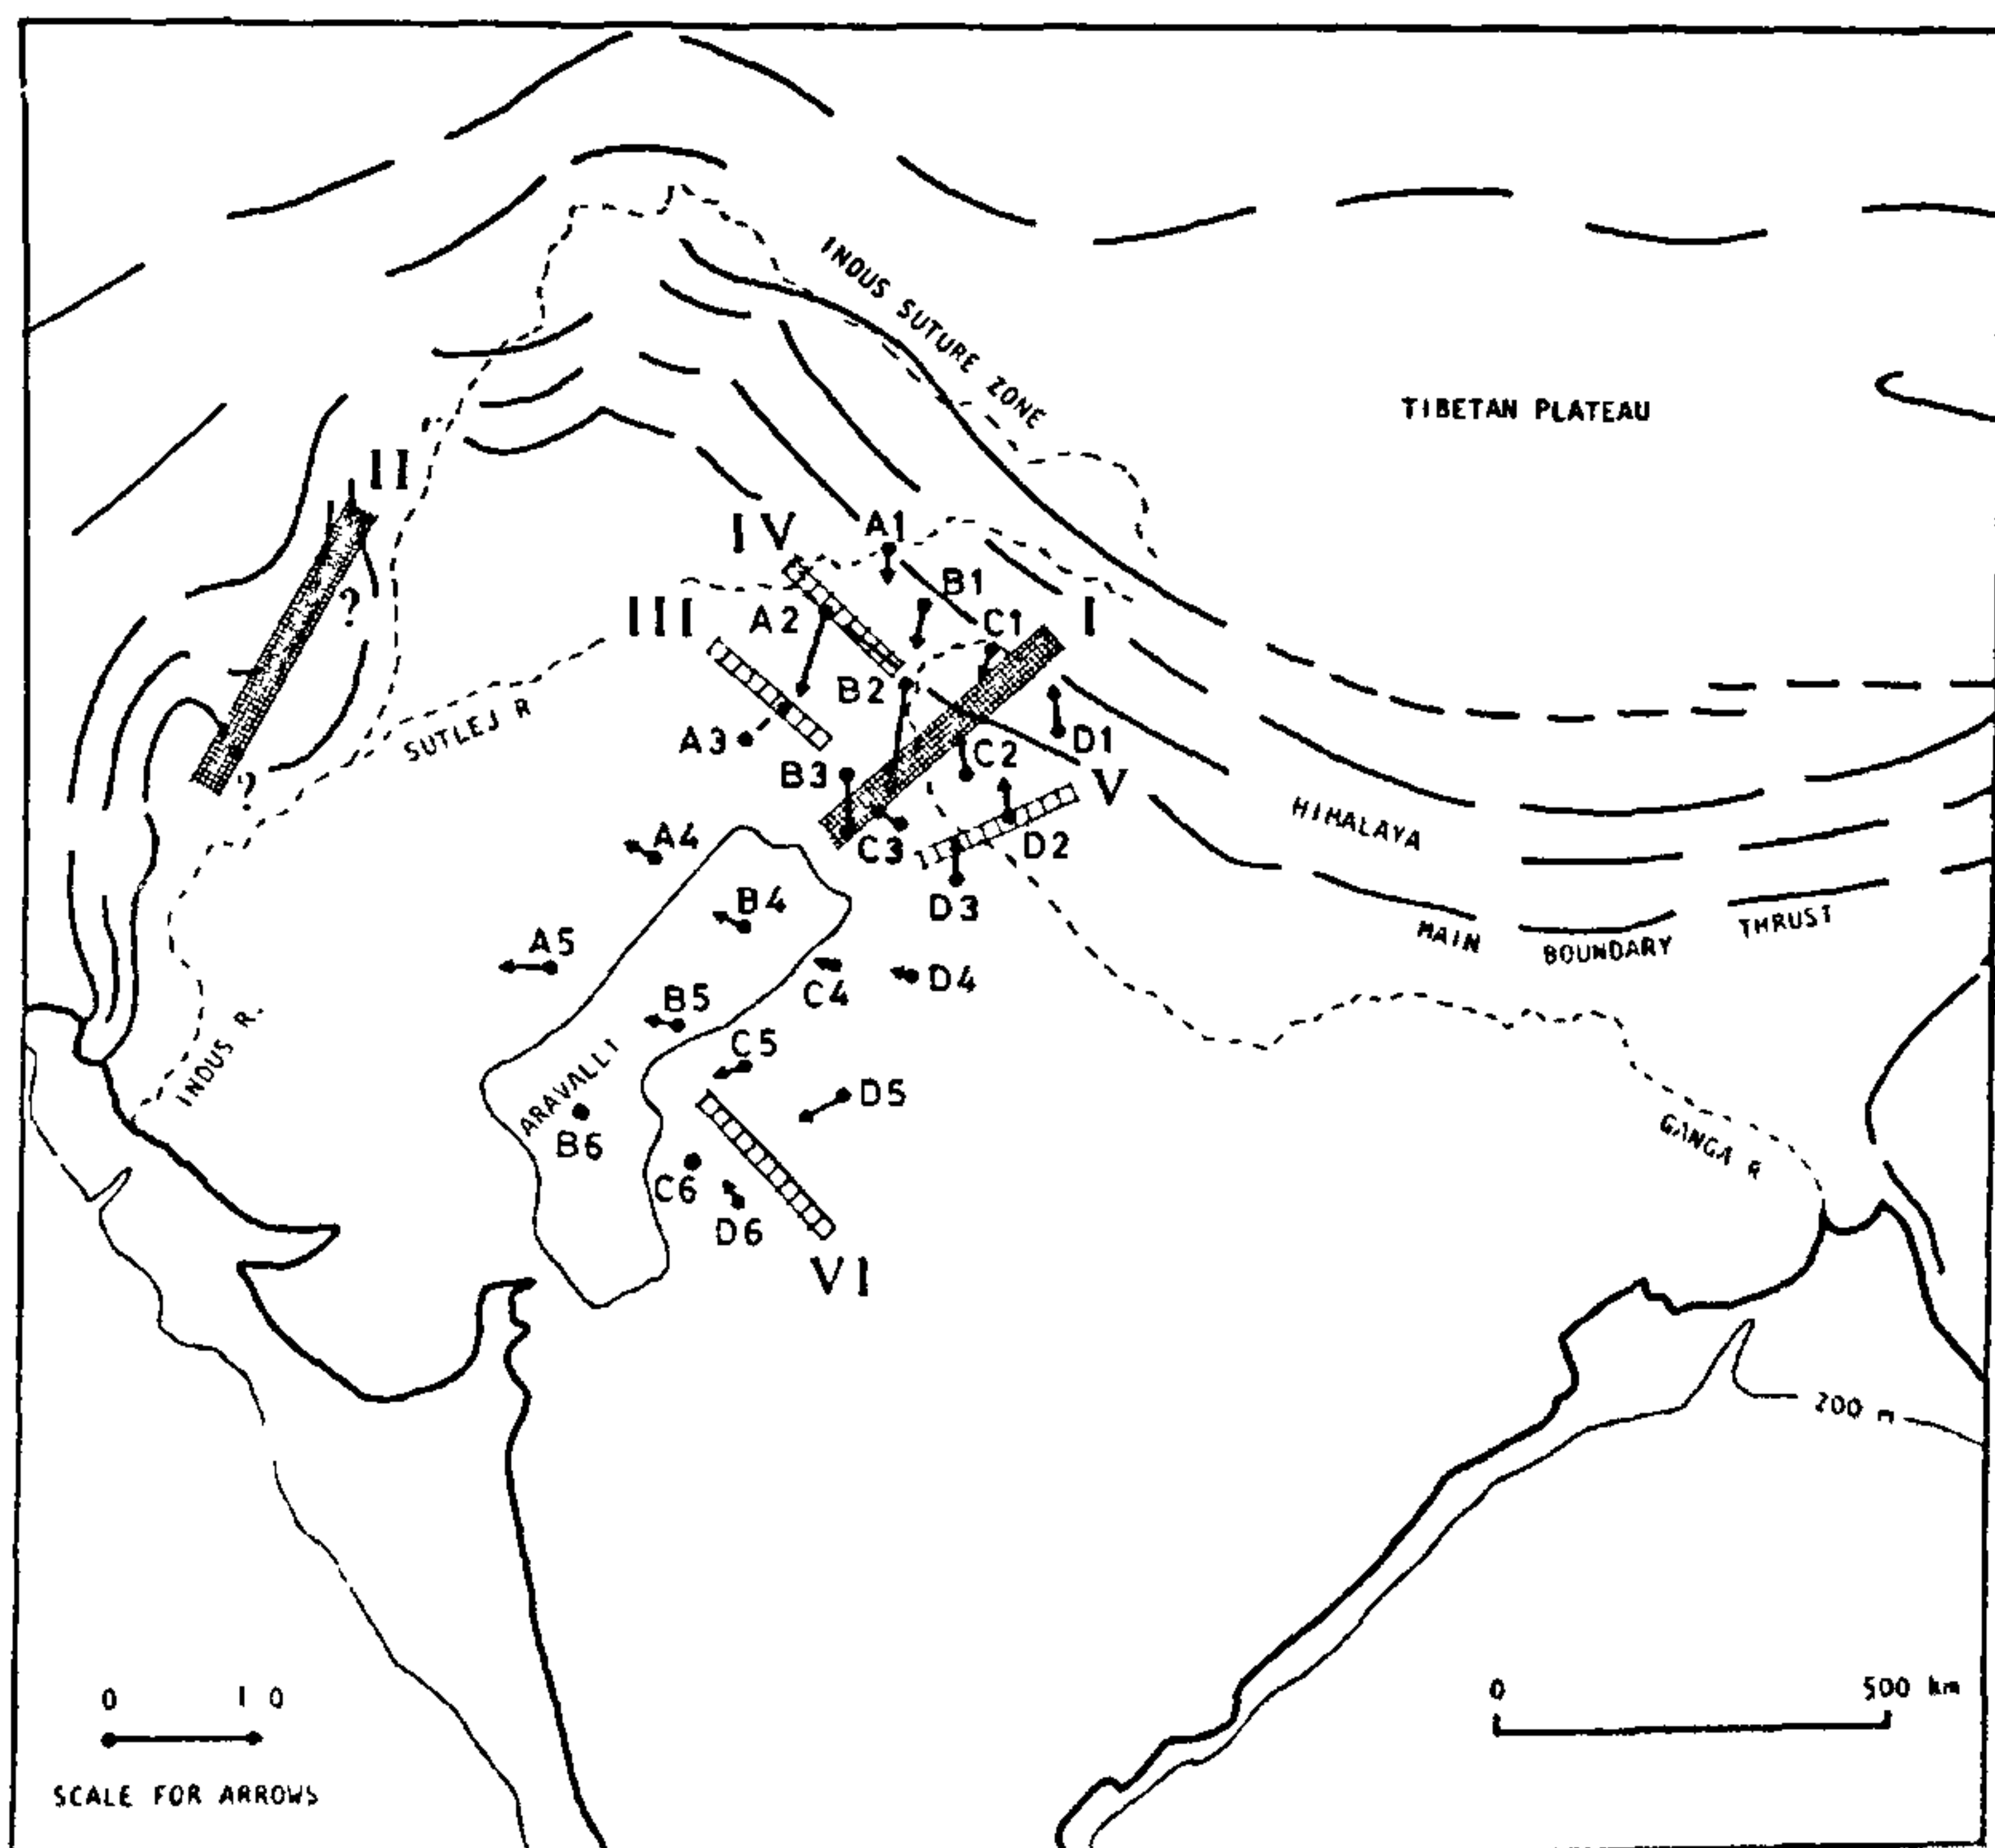 INDUS SUTURE ZONE
TIBETAN PLATEAU
II
IV
A1
B1
?
III
A2
C1
I
B2
SUTLEJ R
A3
C2
D1
B3
V
?
HIMALAYA
A4
C3
D2
B4
D3
MAIN BOUNDARY THRUST
A5
C4
D4
B5
INDUS R.
C5
ARAVALLI
D5
B6
GANGA R
C6
D6
VI
200 m
0 10
0 500 km
SCALE FOR ARROWS